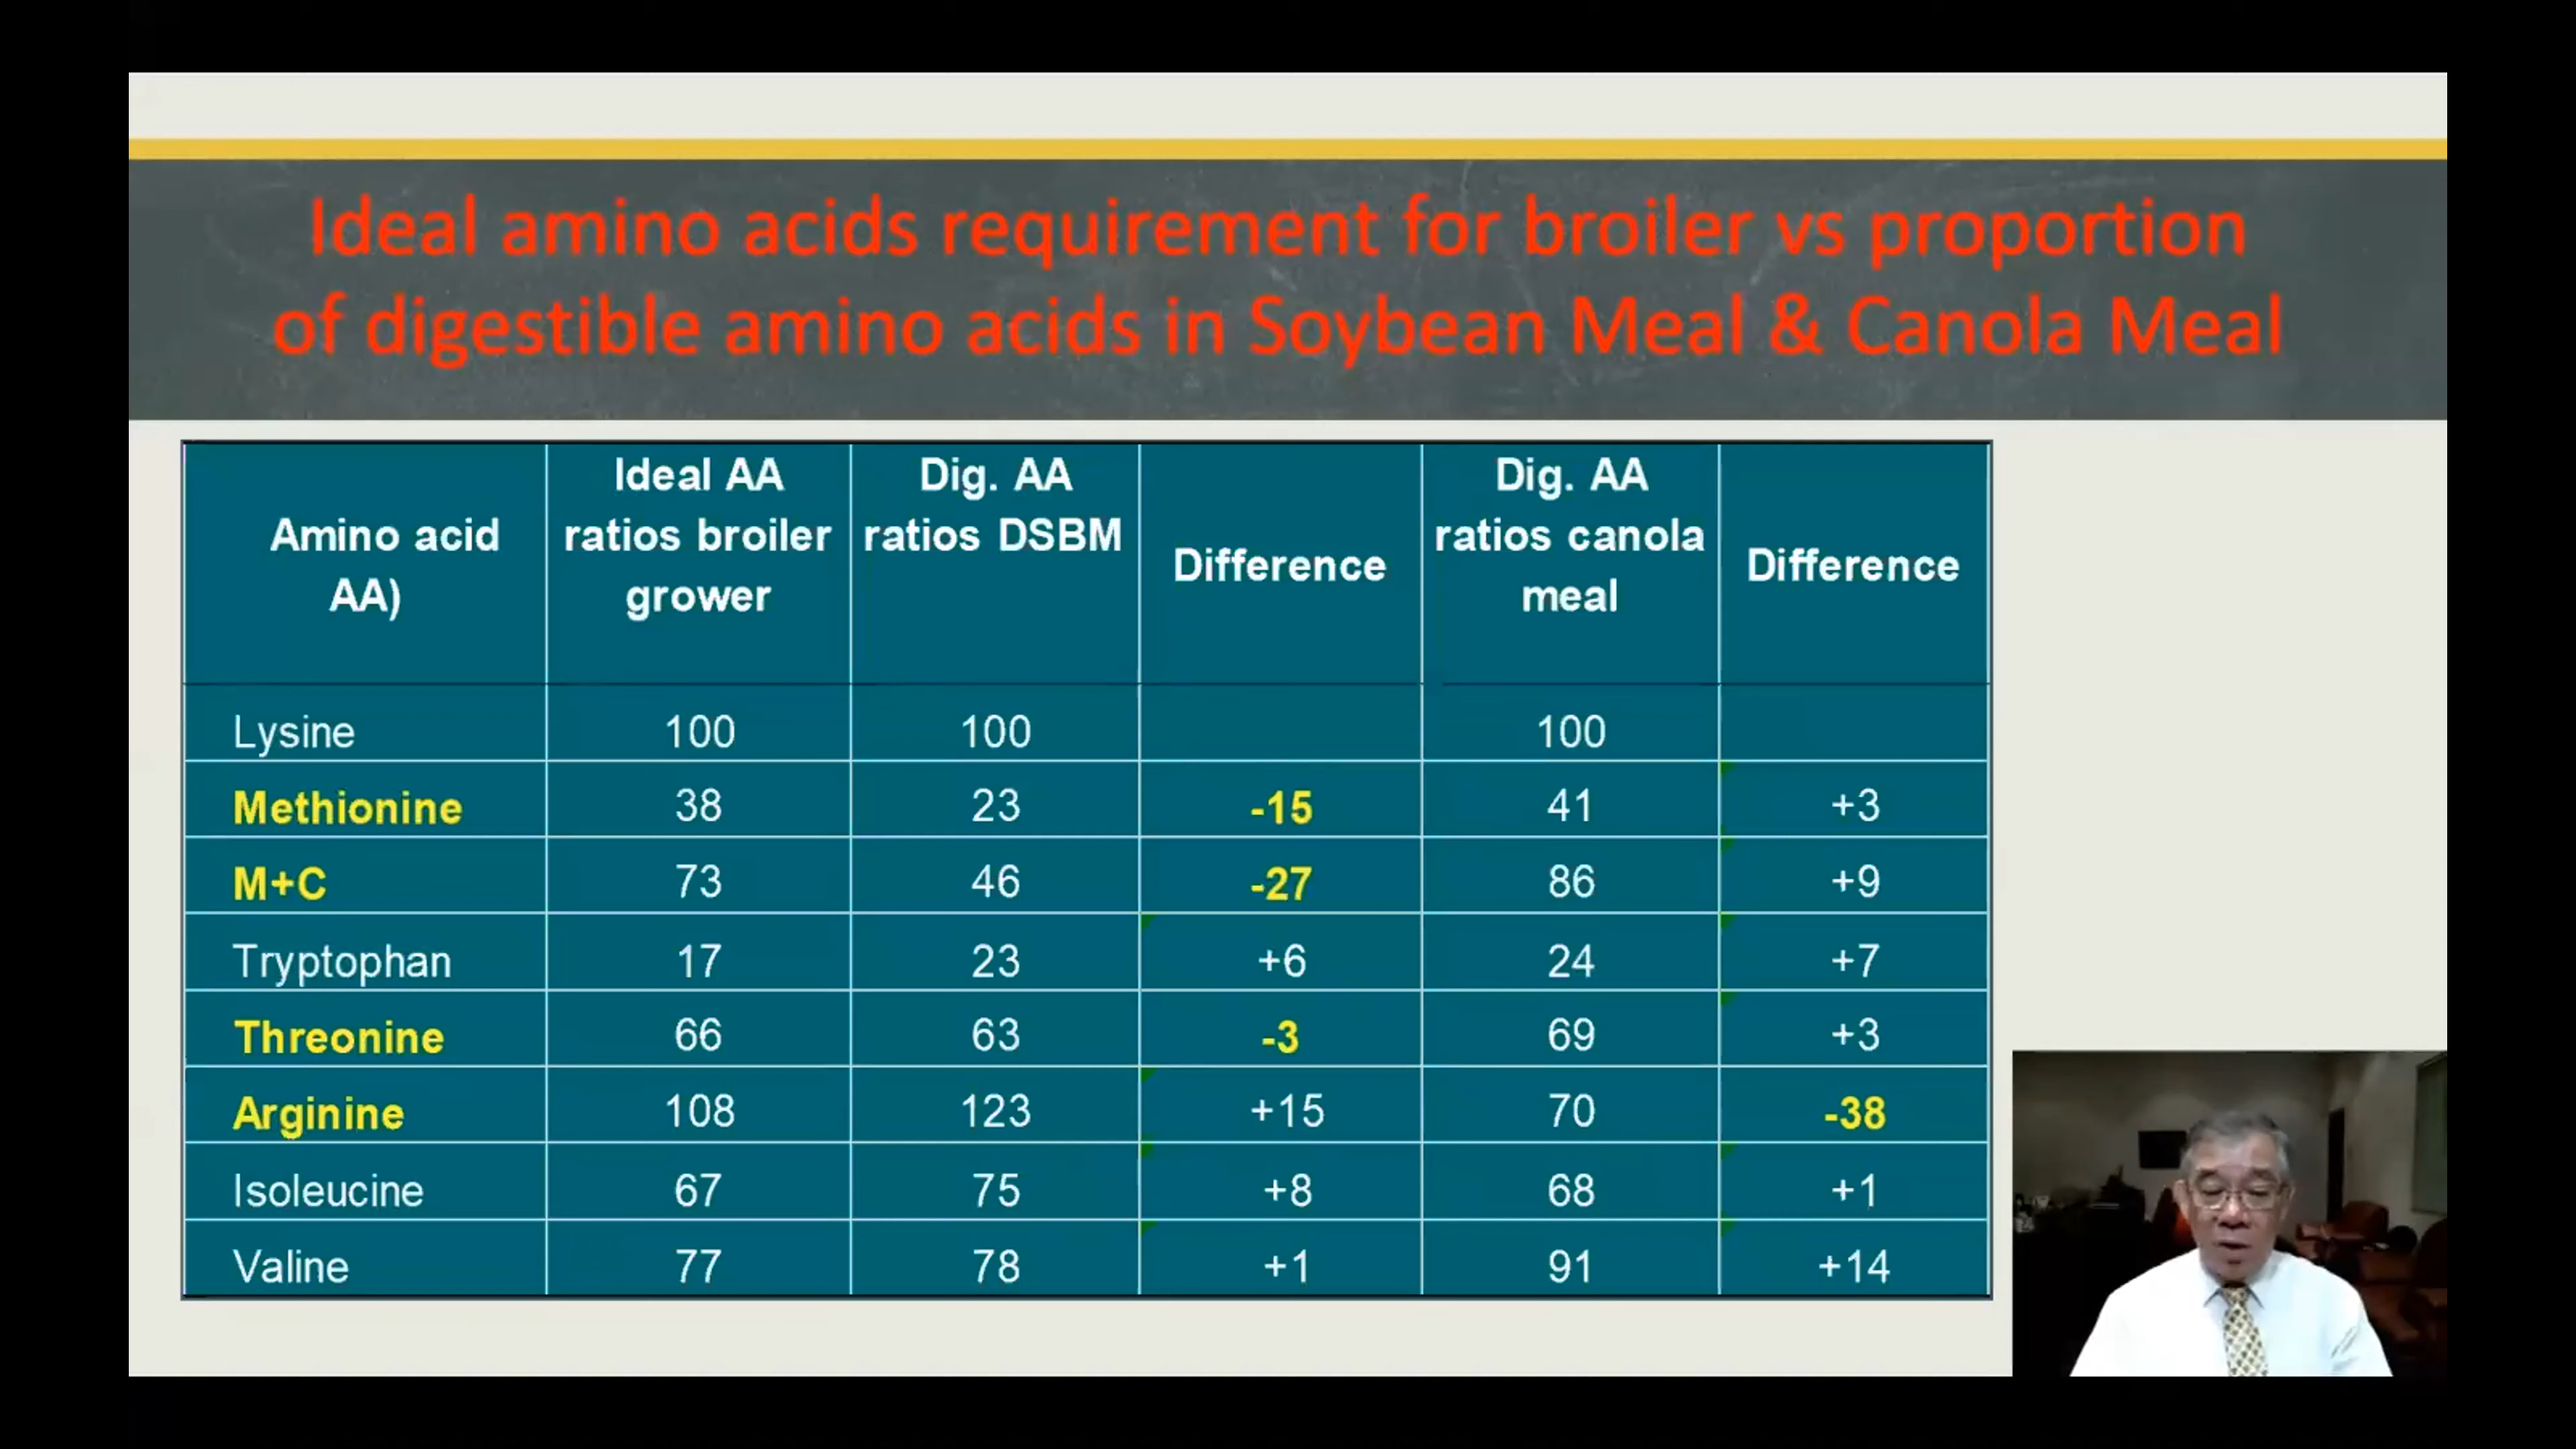 Ideal amino acids requirement for broiler vs proportion
of digestible amino acids in Soybean Meal & Canola Meal
Amino acid
AA)
Ideal AA
ratios broiler
grower
Dig. AA
ratios DSBM
Difference
Dig. AA
ratios canola
meal
Difference
Lysine 100 100 100
Methionine 38 23 -15 41 +3
M+C 73 46 -27 86 +9
Tryptophan 17 23 +6 24 +7
Threonine 66 63 -3 69 +3
Arginine 108 123 +15 70 -38
Isoleucine 67 75 +8 68 +1
Valine 77 78 +1 91 +14